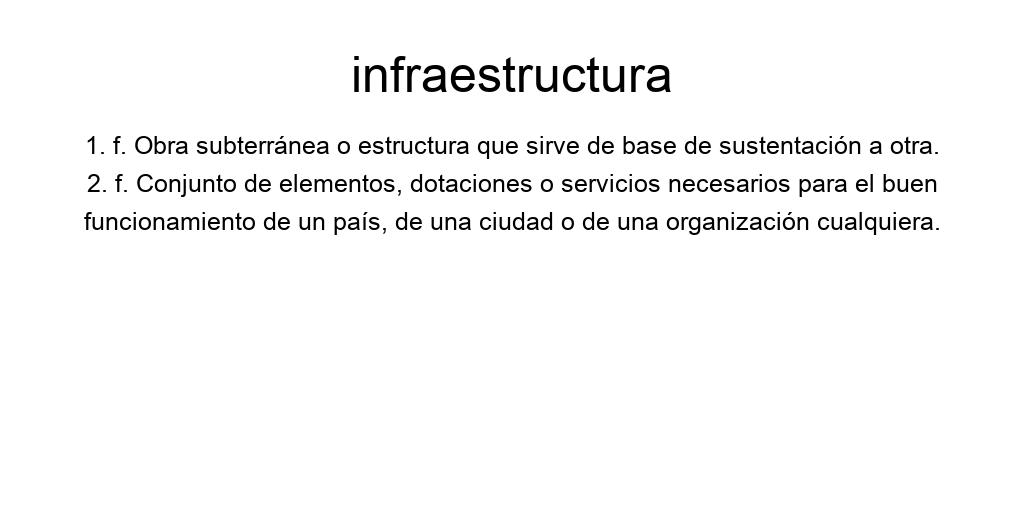 infraestructura
1. f. Obra subterránea o estructura que sirve de base de sustentación a otra.
2. f. Conjunto de elementos, dotaciones o servicios necesarios para el buen
funcionamiento de un país, de una ciudad o de una organización cualquiera.